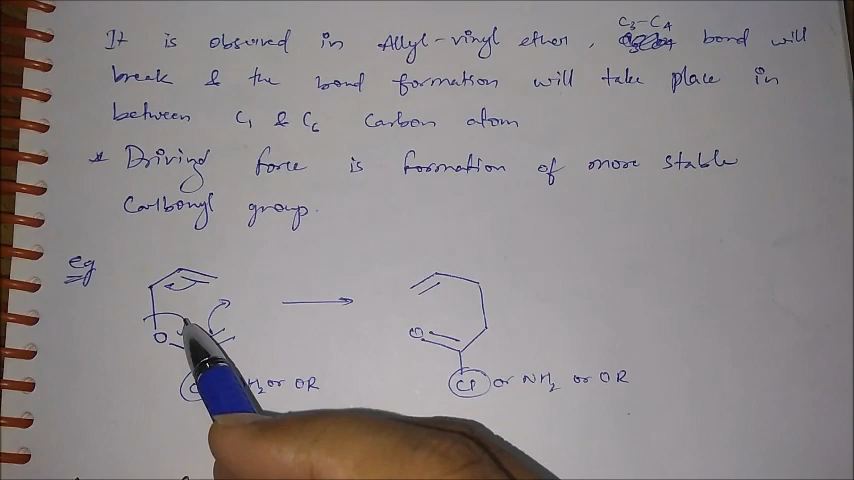 It is observed in Allyl-vinyl ether, C3-C4 bond will
break & the bond formation will take place in
between C1 & C6 Carbon atom
* Driving force is formation of more stable
Carbonyl group.
eg
O
O
H2 or OR
Cl or NH2 or OR